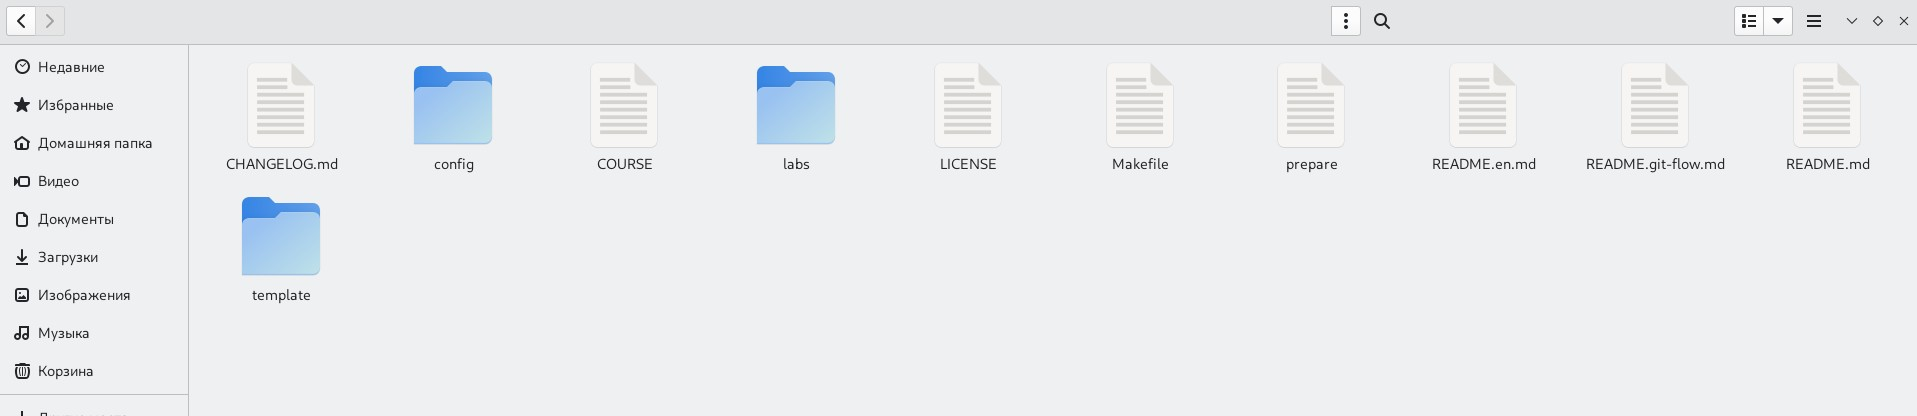 Недавние
Избранные
Домашняя папка
Видео
Документы
Загрузки
Изображения
Музыка
Корзина
CHANGELOG.md
config
COURSE
labs
LICENSE
Makefile
prepare
README.en.md
README.git-flow.md
README.md
template